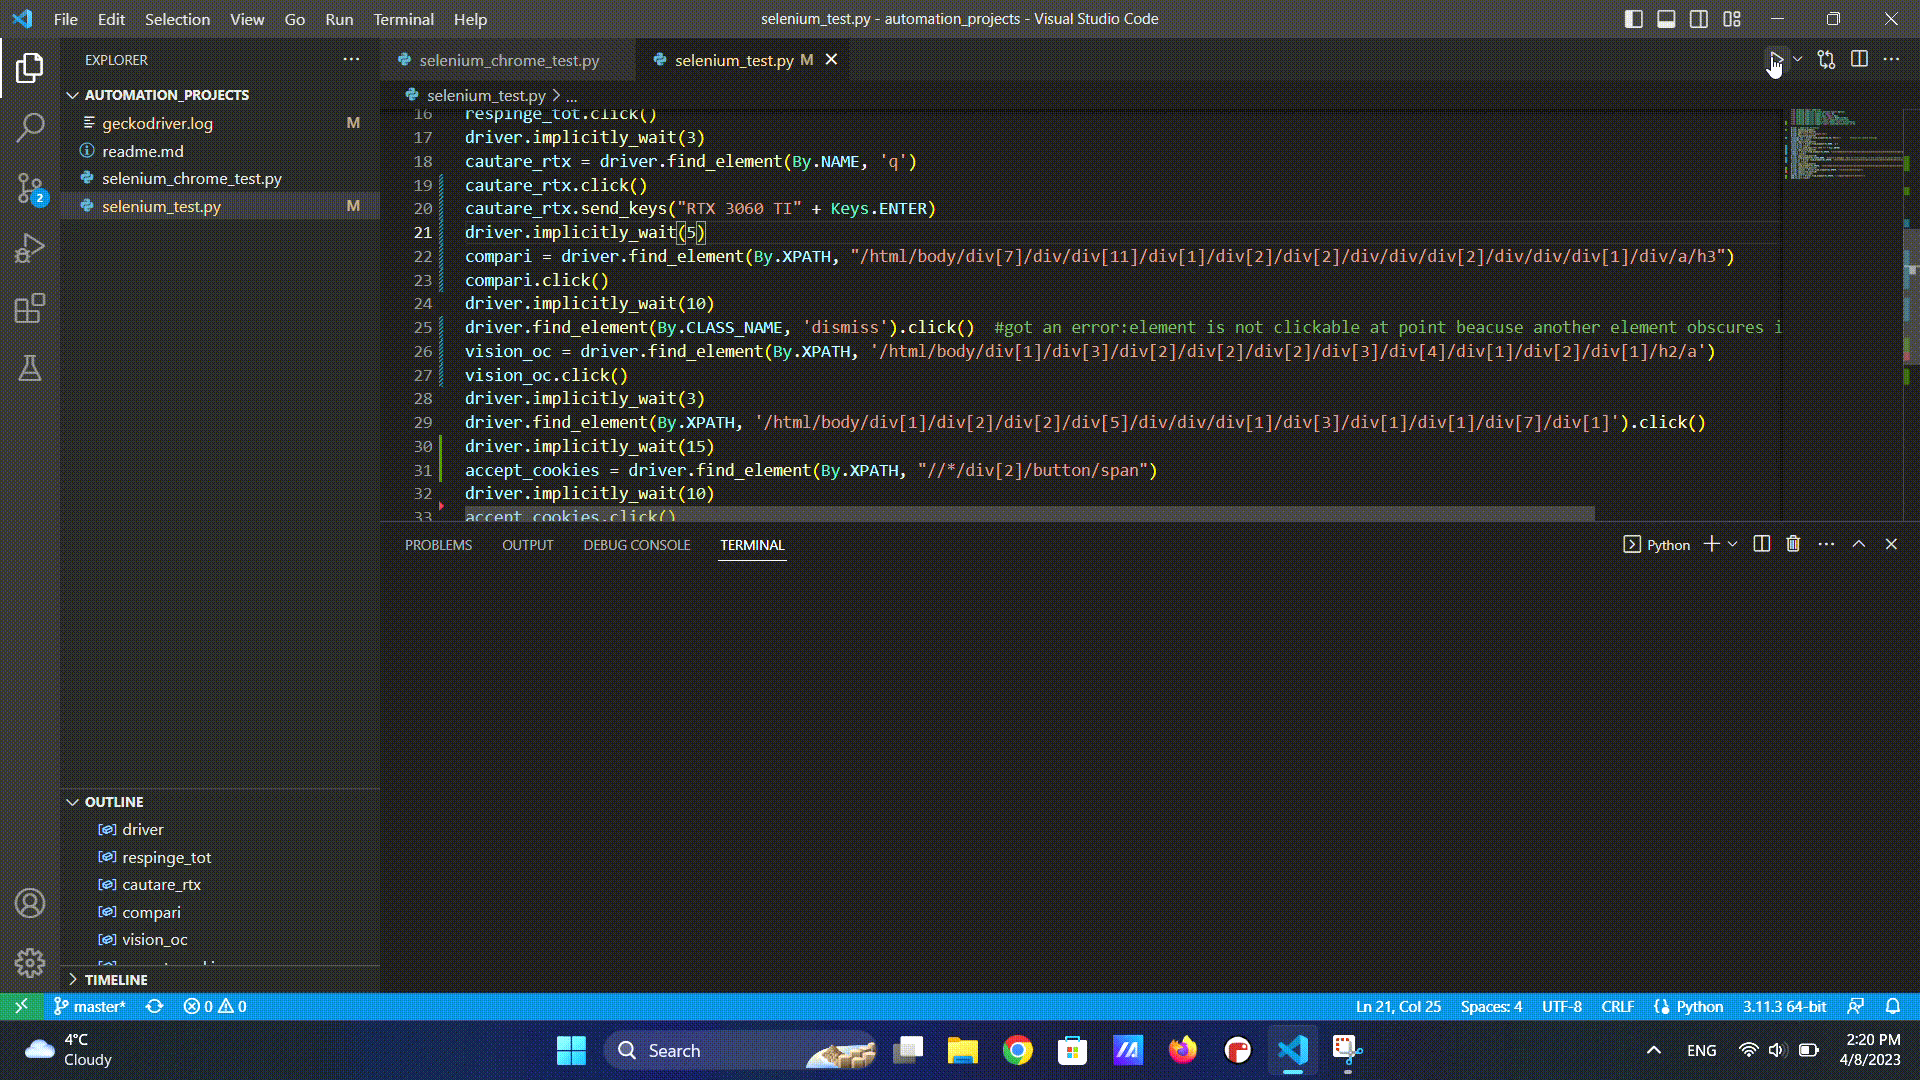 File Edit Selection View Go Run Terminal Help
selenium_test.py - automation_projects - Visual Studio Code
EXPLORER
AUTOMATION_PROJECTS
geckodriver.log M
readme.md
selenium_chrome_test.py
selenium_test.py M
2
selenium_chrome_test.py
selenium_test.py M
selenium_test.py > ...
16 respinge_tot.click()
17 driver.implicitly_wait(3)
18 cautare_rtx = driver.find_element(By.NAME, 'q')
19 cautare_rtx.click()
20 cautare_rtx.send_keys("RTX 3060 TI" + Keys.ENTER)
21 driver.implicitly_wait(5)
22 compari = driver.find_element(By.XPATH, "/html/body/div[7]/div/div[11]/div[1]/div[2]/div[2]/div/div/div[2]/div/div/div[1]/div/a/h3")
23 compari.click()
24 driver.implicitly_wait(10)
25 driver.find_element(By.CLASS_NAME, 'dismiss').click() #got an error:element is not clickable at point beacuse another element obscures i
26 vision_oc = driver.find_element(By.XPATH, '/html/body/div[1]/div[3]/div[2]/div[2]/div[2]/div[3]/div[4]/div[1]/div[2]/div[1]/h2/a')
27 vision_oc.click()
28 driver.implicitly_wait(3)
29 driver.find_element(By.XPATH, '/html/body/div[1]/div[2]/div[2]/div[5]/div/div/div[1]/div[3]/div[1]/div[1]/div[7]/div[1]').click()
30 driver.implicitly_wait(15)
31 accept_cookies = driver.find_element(By.XPATH, "//*/div[2]/button/span")
32 driver.implicitly_wait(10)
33 accept_cookies.click()
PROBLEMS OUTPUT DEBUG CONSOLE TERMINAL
Python
OUTLINE
driver
respinge_tot
cautare_rtx
compari
vision_oc
TIMELINE
master* 0 0
Ln 21, Col 25 Spaces: 4 UTF-8 CRLF Python 3.11.3 64-bit
4°C
Cloudy
Search
ENG
2:20 PM
4/8/2023